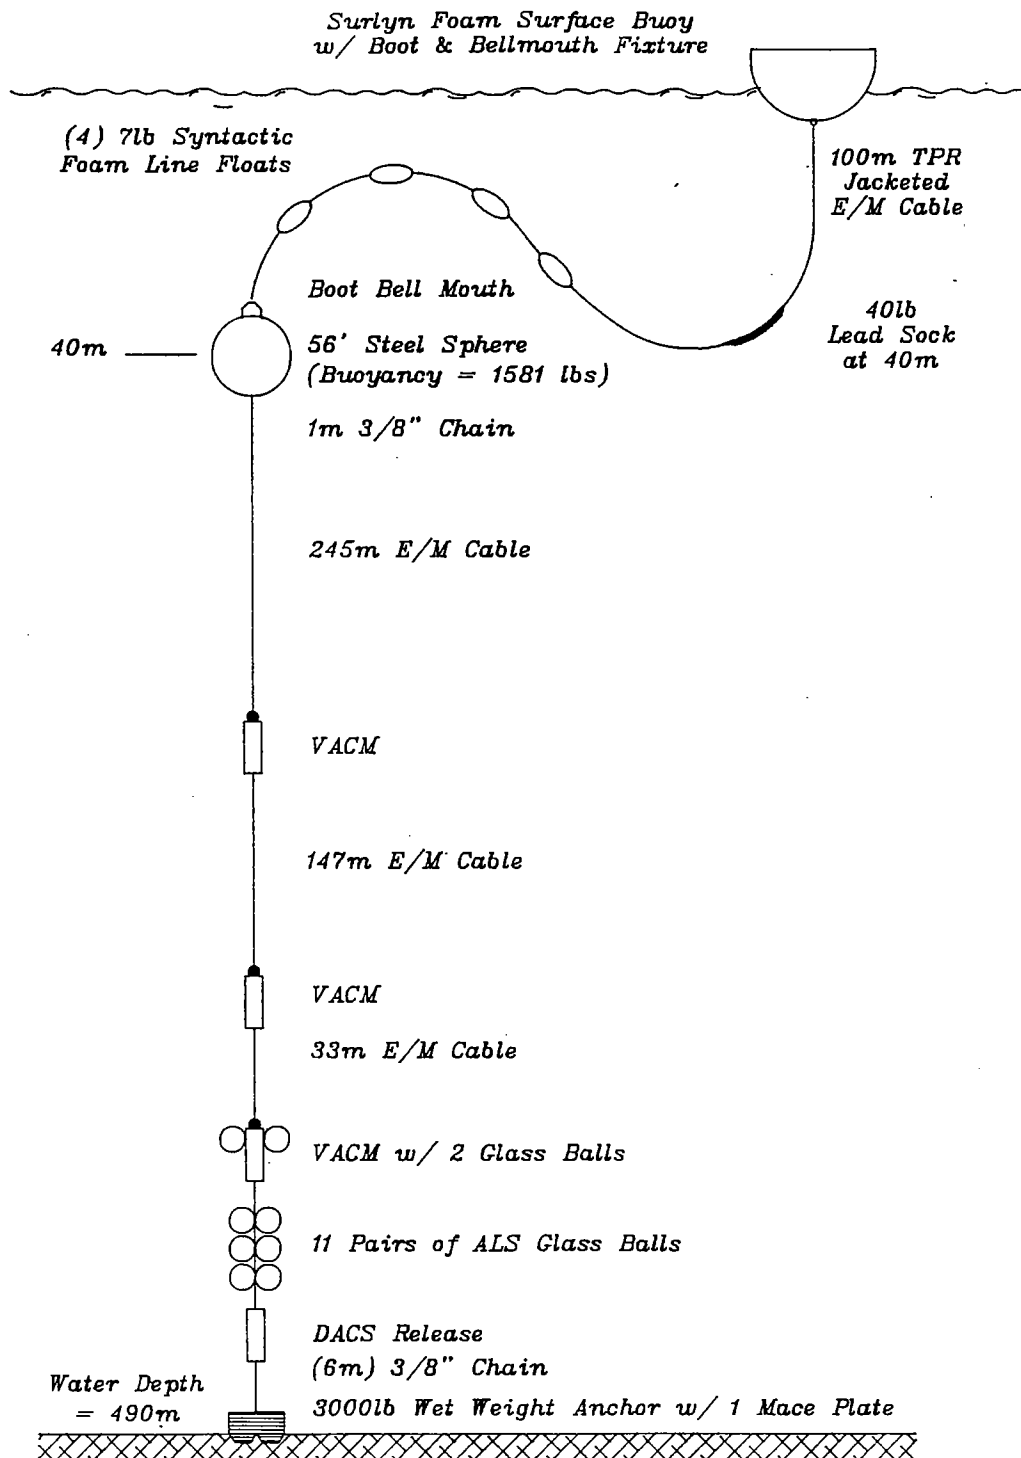 Surlyn Foam Surface Buoy
w/ Boot & Bellmouth Fixture
(4) 7lb Syntactic
Foam Line Floats
100m TPR
Jacketed
E/M Cable
Boot Bell Mouth
40m
56' Steel Sphere
(Buoyancy = 1581 lbs)
40lb
Lead Sock
at 40m
1m 3/8" Chain
245m E/M Cable
VACM
147m E/M Cable
VACM
33m E/M Cable
VACM w/ 2 Glass Balls
11 Pairs of ALS Glass Balls
DACS Release
(6m) 3/8" Chain
Water Depth
= 490m
3000lb Wet Weight Anchor w/ 1 Mace Plate